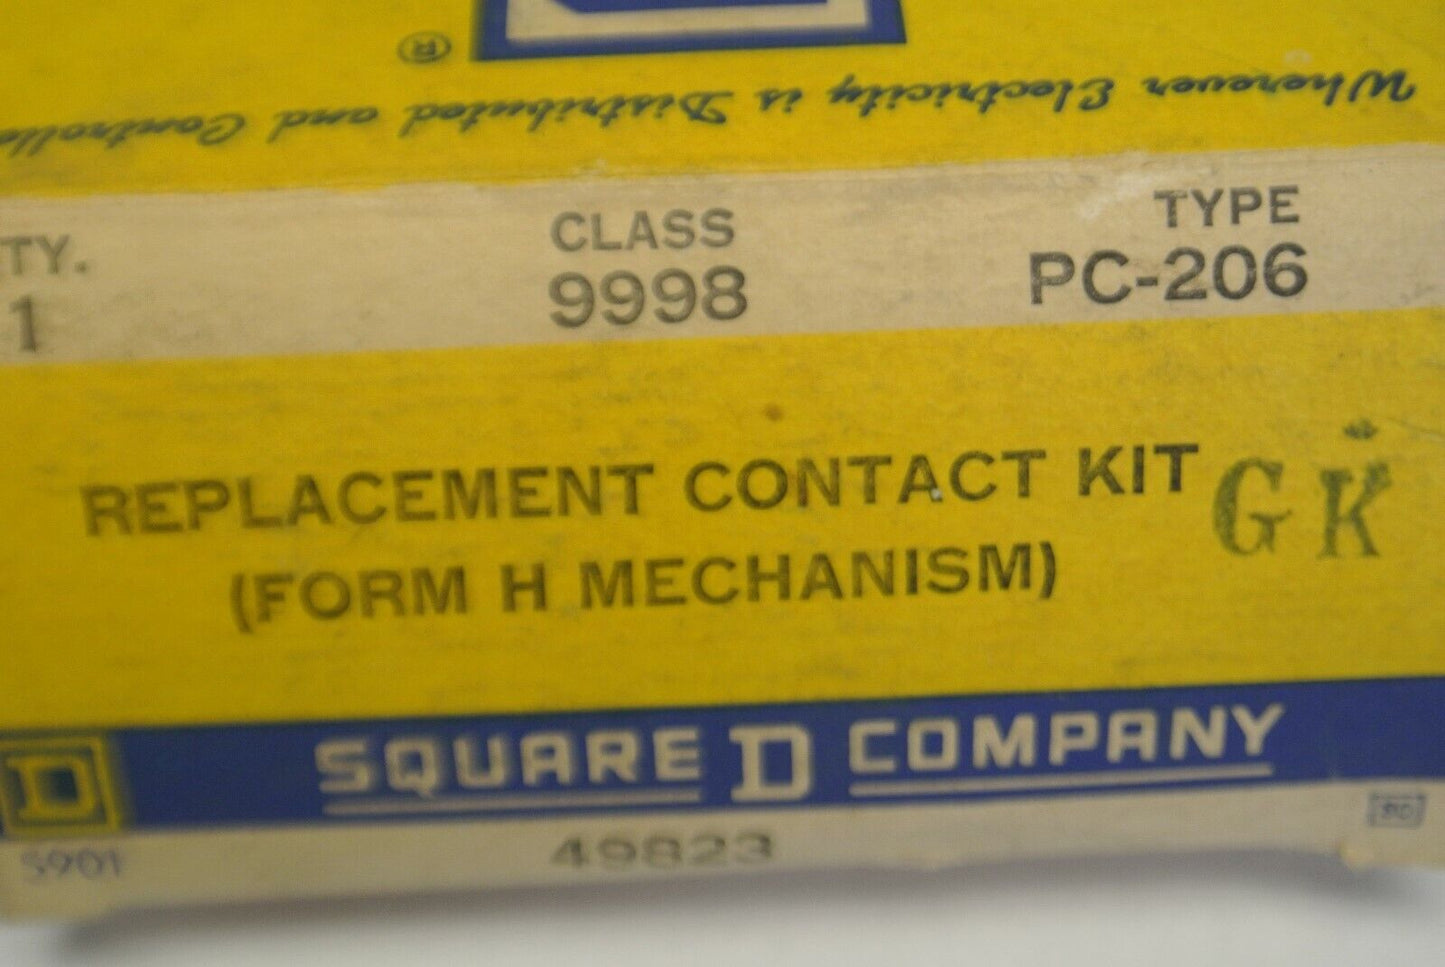 ®
Wherever Electricity is Distributed and Controlle
TY. CLASS TYPE
1 9998 PC-206
REPLACEMENT CONTACT KIT GK
(FORM H MECHANISM)
D SQUARE D COMPANY
5901 49823